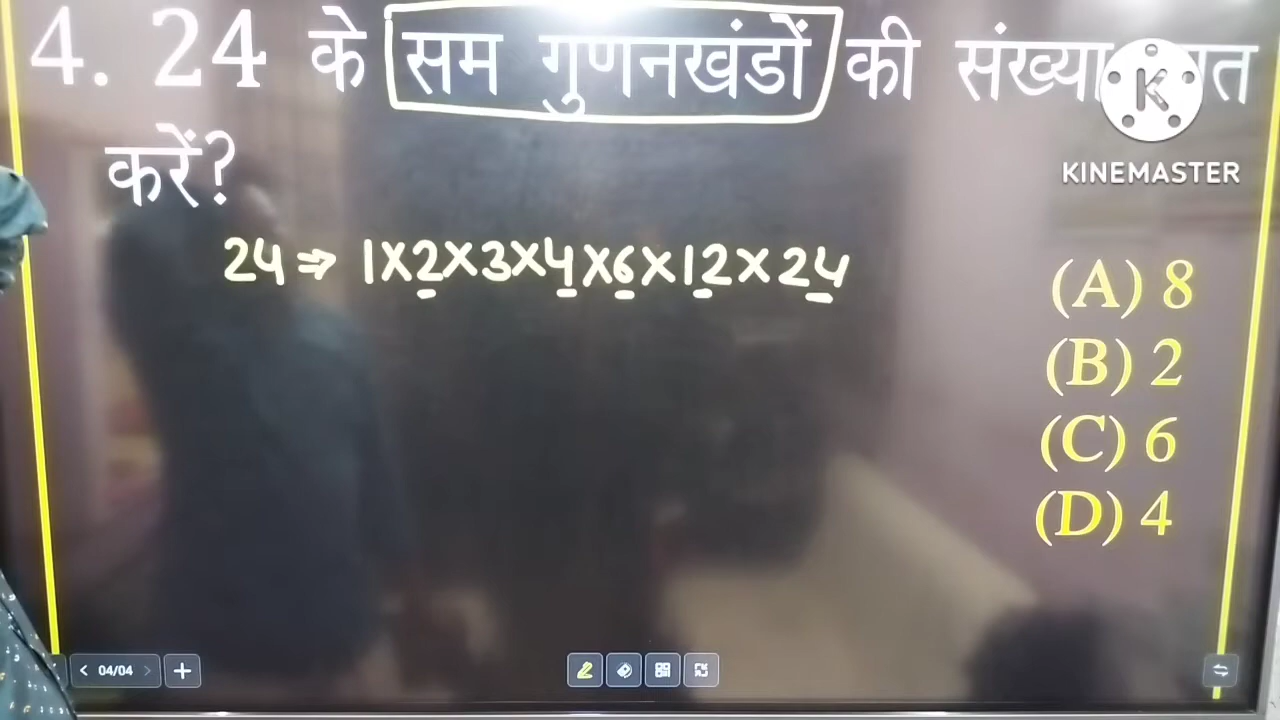 4. 24 के सम गुणनखंडों की संख्या
करें?
KINEMASTER
24 ⇒ 1×2×3×4×6×12×24
(A) 8
(B) 2
(C) 6
(D) 4
04/04